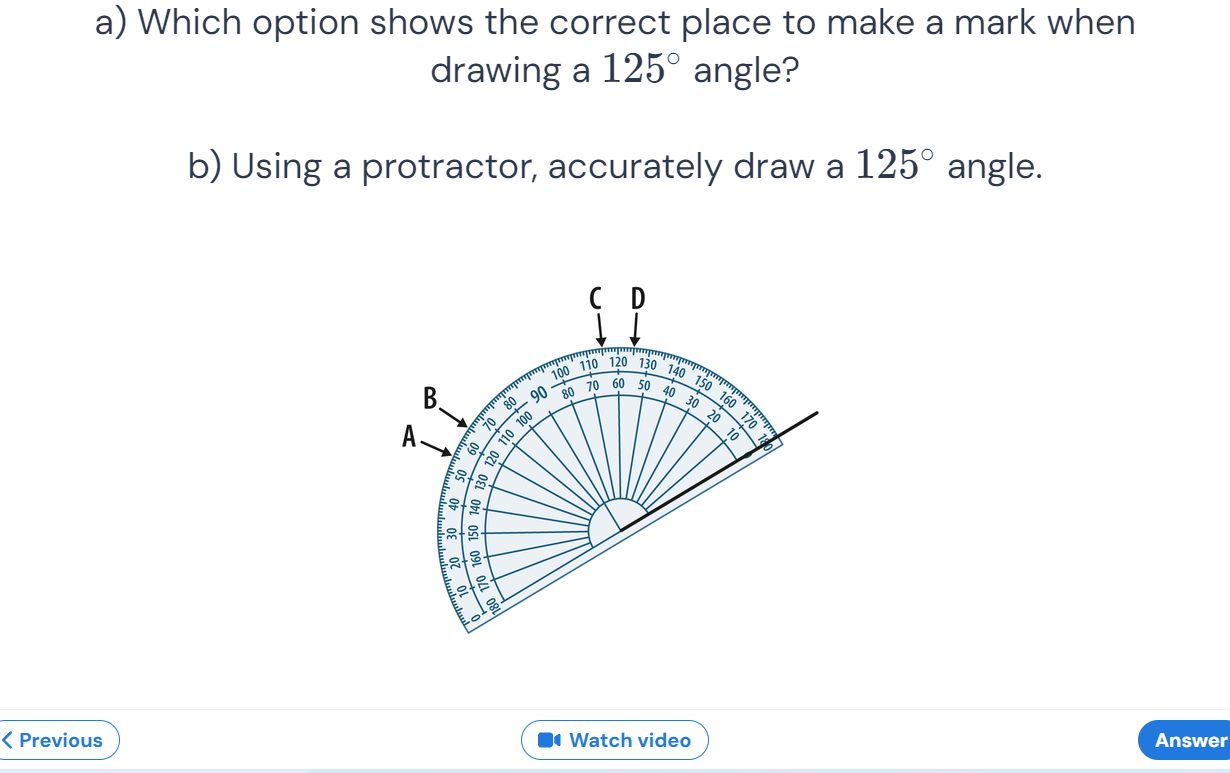 a) Which option shows the correct place to make a mark when
drawing a 125° angle?
b) Using a protractor, accurately draw a 125° angle.
C D
B
A
0 10 20 30 40 50 60 70 80 90 100 110 120 130 140 150 160 170 180
180 170 160 150 140 130 120 110 100 80 70 60 50 40 30 20 10 0
Previous
Watch video
Answer